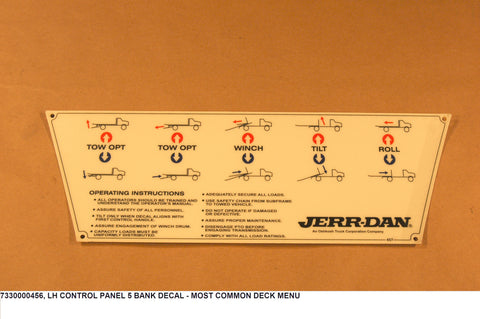 TOW OPT TOW OPT WINCH TILT ROLL
OPERATING INSTRUCTIONS
• ALL OPERATORS SHOULD BE TRAINED AND
UNDERSTAND THE OPERATOR'S MANUAL.
• ASSURE SAFETY OF ALL PERSONNEL.
• TILT ONLY WHEN DECAL ALIGNS WITH
FIRST CONTROL HANDLE.
• ASSURE ENGAGEMENT OF WINCH DRUM.
• CAPACITY LOADS MUST BE
UNIFORMLY DISTRIBUTED.
• ADEQUATELY SECURE ALL LOADS.
• USE SAFETY CHAIN FROM SUBFRAME
TO TOWED VEHICLE.
• DO NOT OPERATE IF DAMAGED
OR DEFECTIVE.
• ASSURE PROPER MAINTENANCE.
• DISENGAGE PTO BEFORE
ENGAGING TRANSMISSION.
• COMPLY WITH ALL LOAD RATINGS.
JERR-DAN®
An Oshkosh Truck Corporation Company
7330000456, LH CONTROL PANEL 5 BANK DECAL - MOST COMMON DECK MENU